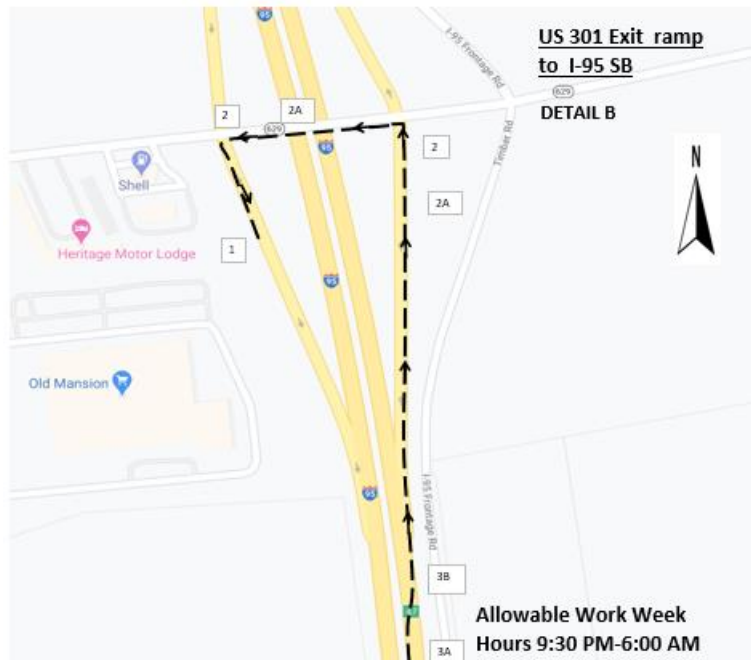 US 301 Exit ramp
to I-95 SB
DETAIL B
I-95 Frontage Rd
629
2
2A
629
95
95
2
Timber Rd
Shell
2A
N
Heritage Motor Lodge
1
95
Old Mansion
95
I-95 Frontage Rd
3B
Allowable Work Week
Hours 9:30 PM-6:00 AM
3A